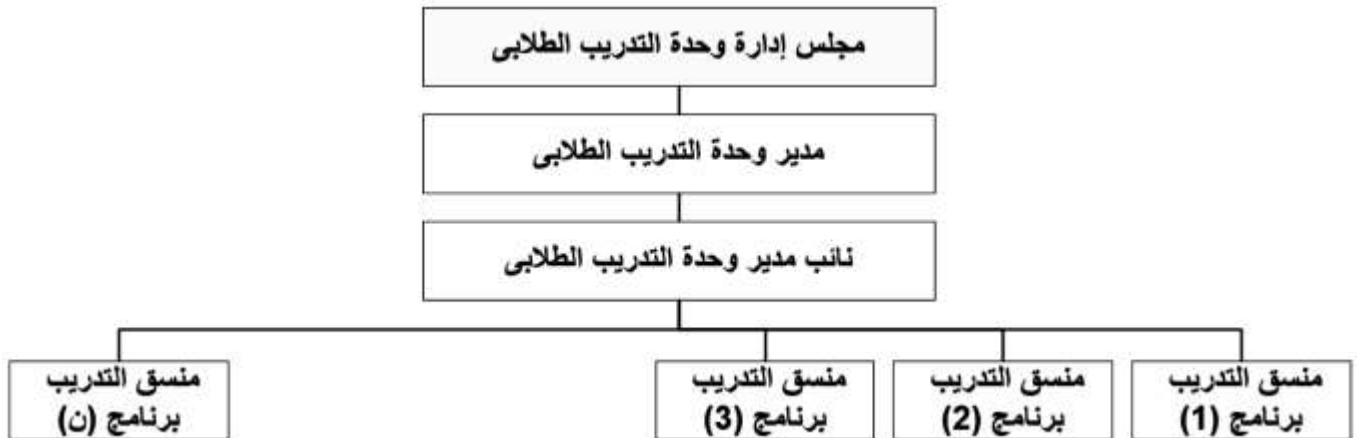 مجلس إدارة وحدة التدريب الطلابى
مدير وحدة التدريب الطلابى
نائب مدير وحدة التدريب الطلابى
منسق التدريب
برنامج (1)
منسق التدريب
برنامج (2)
منسق التدريب
برنامج (3)
منسق التدريب
برنامج (ن)